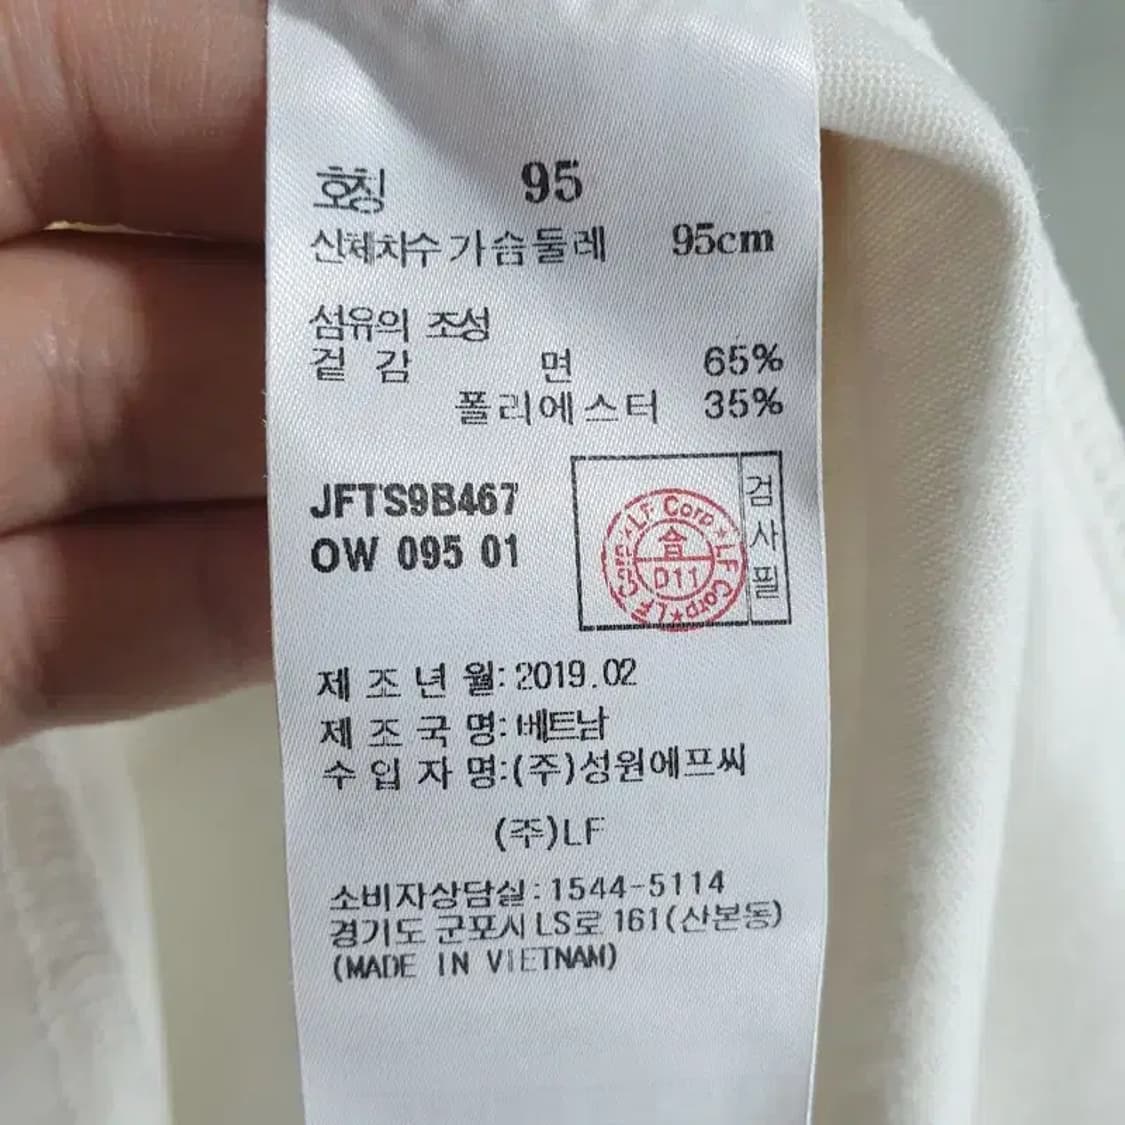 호칭 95
신체치수 가슴둘레 95cm
섬유의 조성
겉 감 면 65%
폴리에스터 35%
JFTS9B467
OW 095 01
검사필
LF Corp ★ LF Corp ★ LF Corp ★
合
D11
제 조 년 월: 2019.02
제 조 국 명: 베트남
수 입 자 명: (주)성원에프씨
(주)LF
소비자상담실: 1544-5114
경기도 군포시 LS로 161(산본동)
(MADE IN VIETNAM)